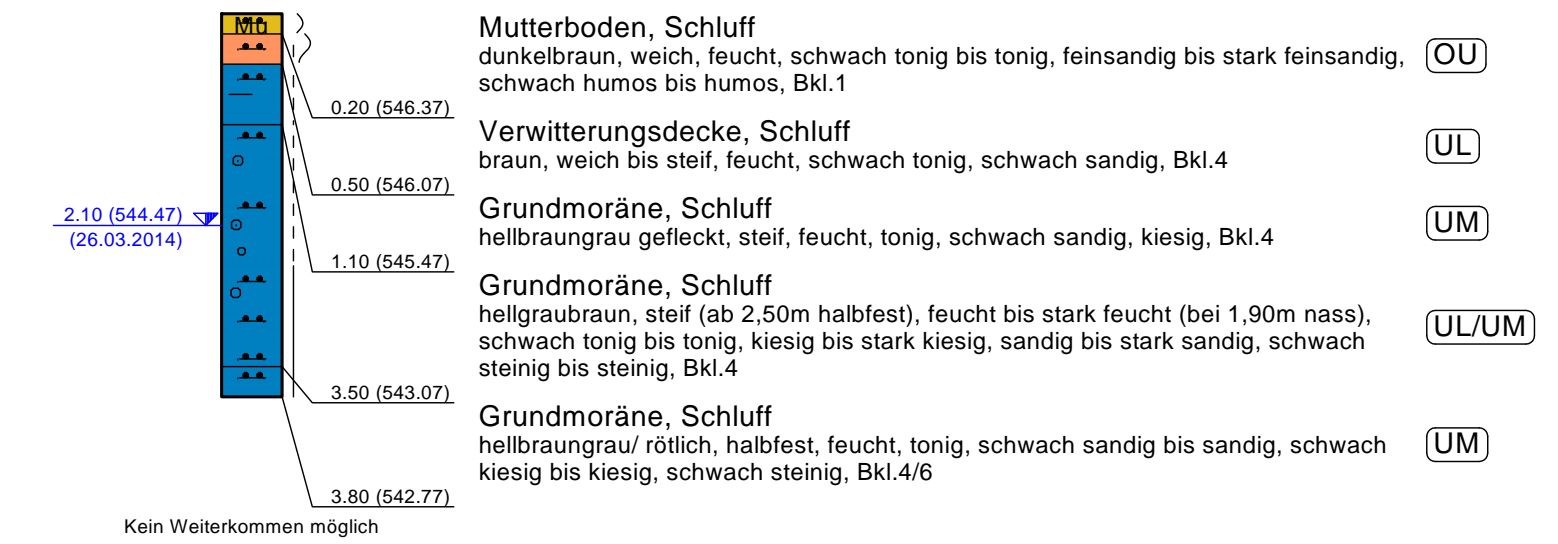 Mu
Mutterboden, Schluff
dunkelbraun, weich, feucht, schwach tonig bis tonig, feinsandig bis stark feinsandig,
schwach humos bis humos, Bkl.1
OU
0.20 (546.37)
Verwitterungsdecke, Schluff
braun, weich bis steif, feucht, schwach tonig, schwach sandig, Bkl.4
UL
0.50 (546.07)
Grundmoräne, Schluff
hellbraungrau gefleckt, steif, feucht, tonig, schwach sandig, kiesig, Bkl.4
UM
2.10 (544.47)
(26.03.2014)
1.10 (545.47)
Grundmoräne, Schluff
hellgraubraun, steif (ab 2,50m halbfest), feucht bis stark feucht (bei 1,90m nass),
schwach tonig bis tonig, kiesig bis stark kiesig, sandig bis stark sandig, schwach
steinig bis steinig, Bkl.4
UL/UM
3.50 (543.07)
Grundmoräne, Schluff
hellbraungrau/ rötlich, halbfest, feucht, tonig, schwach sandig bis sandig, schwach
kiesig bis kiesig, schwach steinig, Bkl.4/6
UM
3.80 (542.77)
Kein Weiterkommen möglich